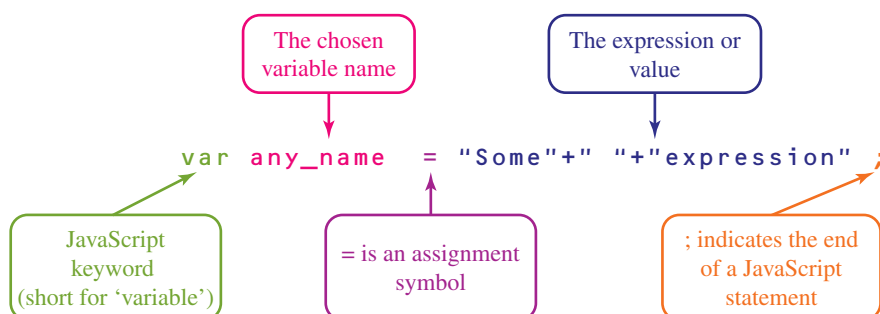 The chosen
variable name
The expression or
value
var any_name = "Some"+" "+"expression" ;
JavaScript
keyword
(short for ‘variable’)
= is an assignment
symbol
; indicates the end
of a JavaScript
statement